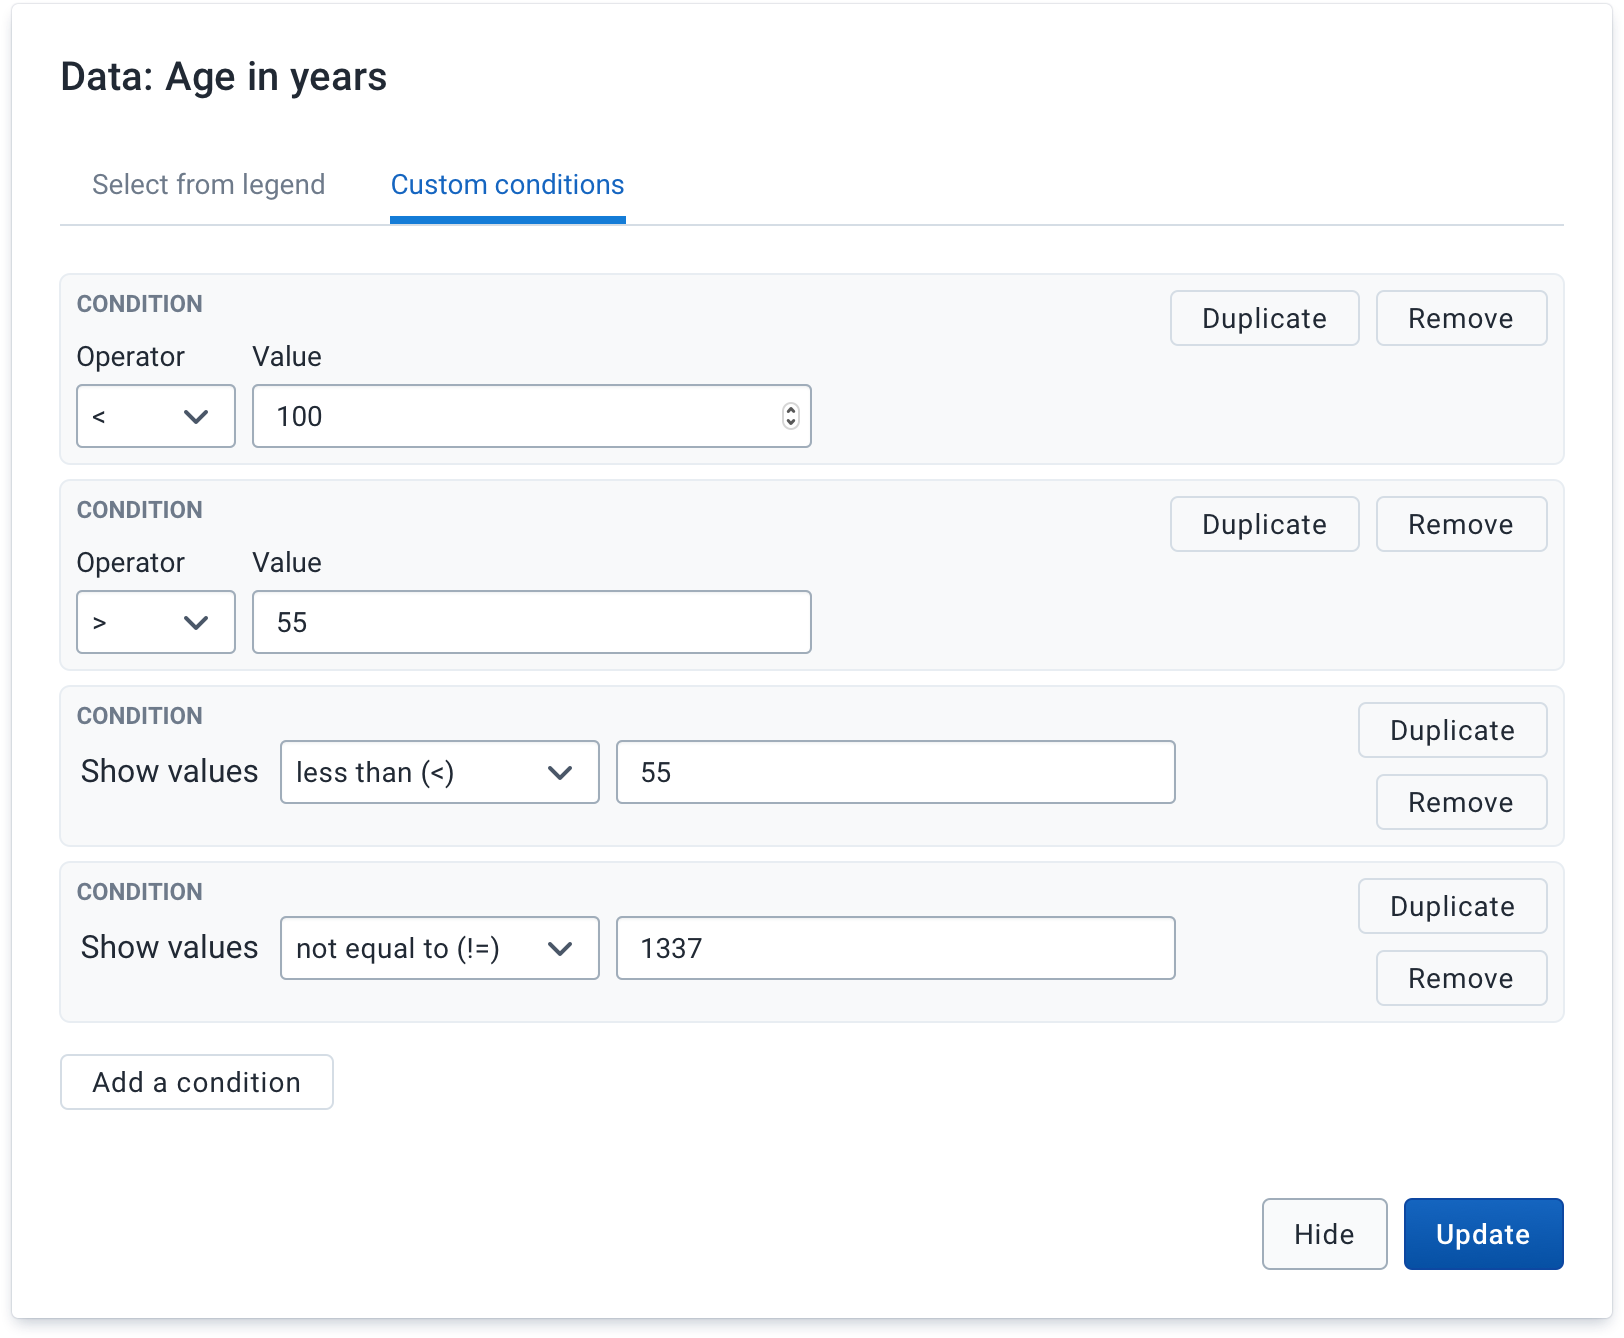 Data: Age in years
Select from legend Custom conditions
CONDITION
Duplicate Remove
Operator Value
< 100
CONDITION
Duplicate Remove
Operator Value
> 55
CONDITION
Duplicate
Show values less than (<) 55
Remove
CONDITION
Duplicate
Show values not equal to (!=) 1337
Remove
Add a condition
Hide Update